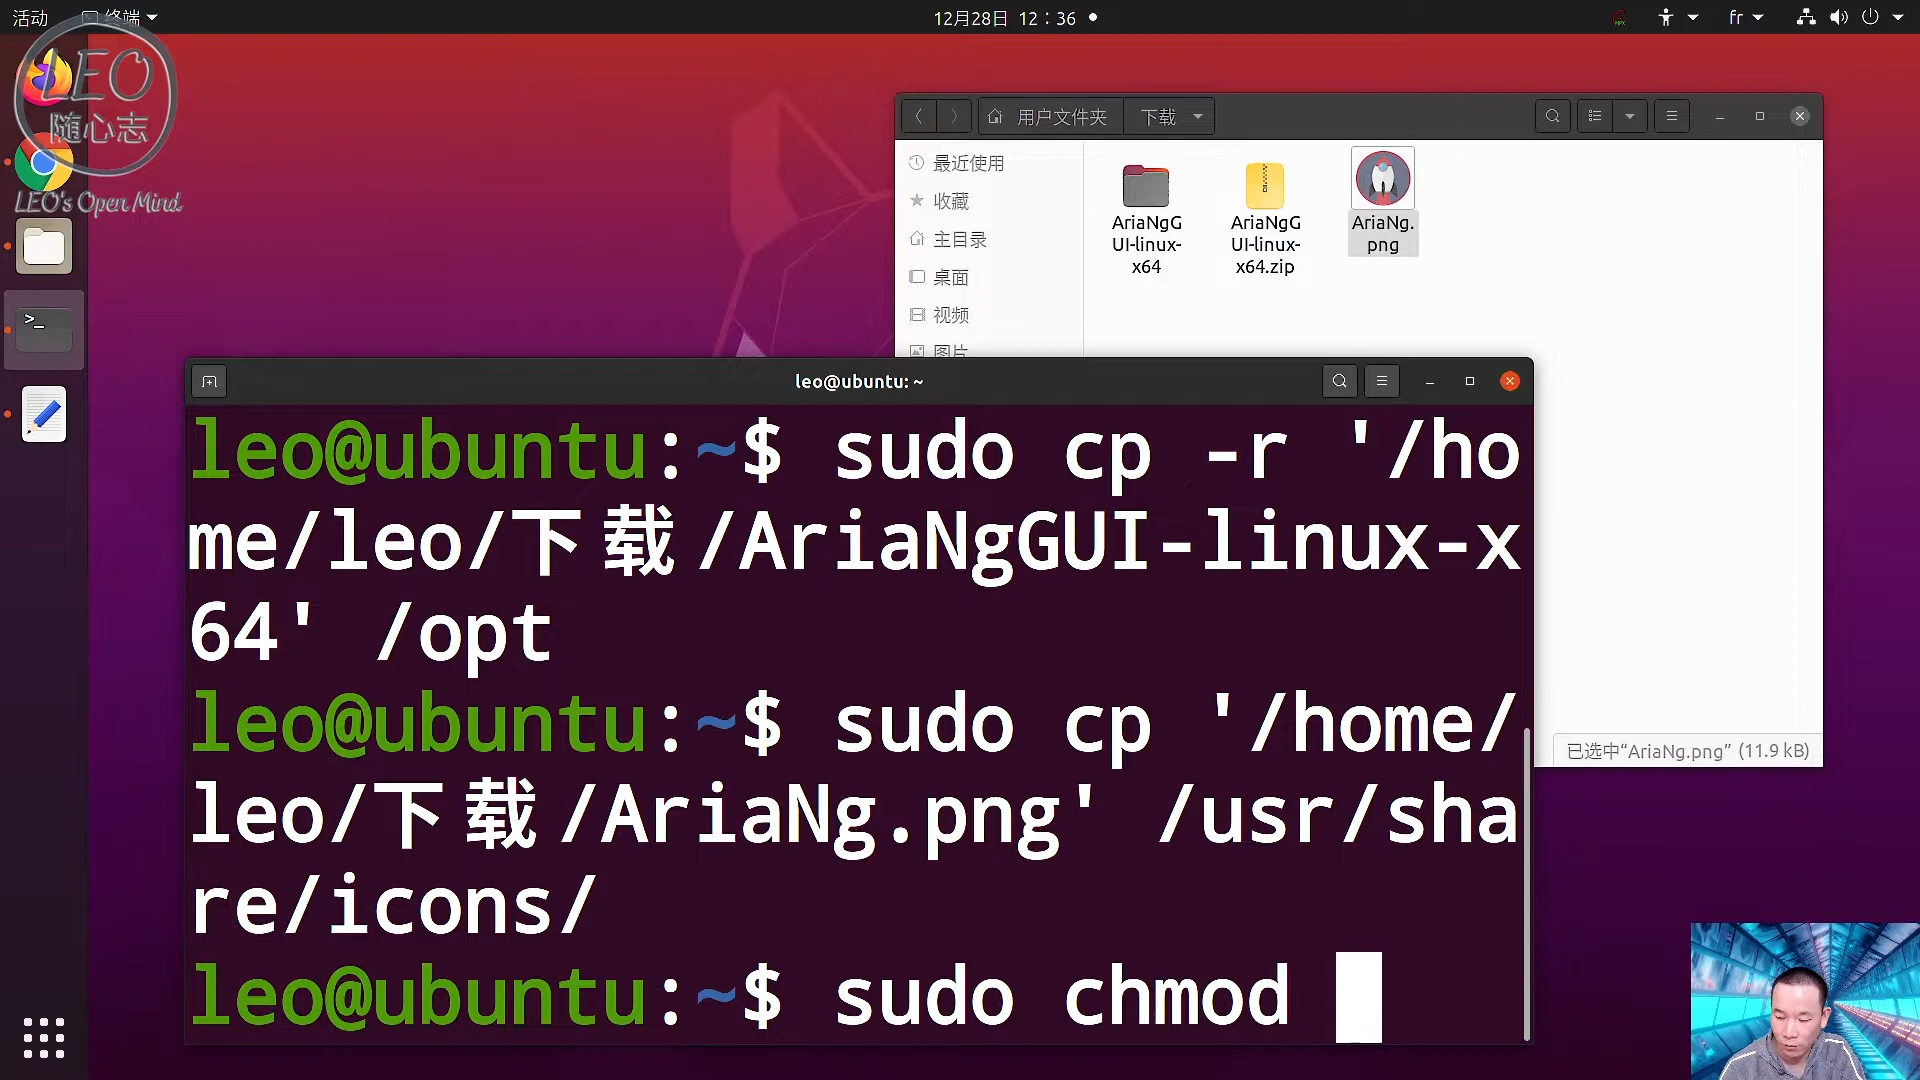 活动
终端
12月28日 12：36
fr
LEO
随心志
LEO's Open Mind
用户文件夹
下载
最近使用
收藏
主目录
桌面
视频
图片
AriaNgG
UI-linux-
x64
AriaNgG
UI-linux-
x64.zip
AriaNg.
png
已选中“AriaNg.png” (11.9 kB)
leo@ubuntu: ~
leo@ubuntu:~$ sudo cp -r '/ho
me/leo/下载/AriaNgGUI-linux-x
64' /opt
leo@ubuntu:~$ sudo cp '/home/
leo/下载/AriaNg.png' /usr/sha
re/icons/
leo@ubuntu:~$ sudo chmod